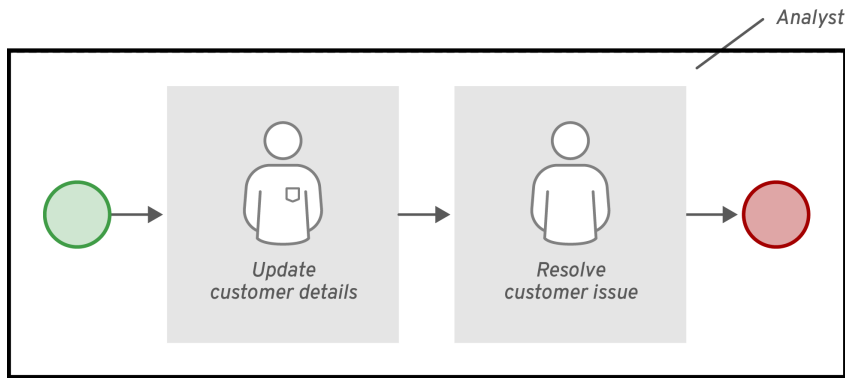 Analyst
Update
customer details
Resolve
customer issue